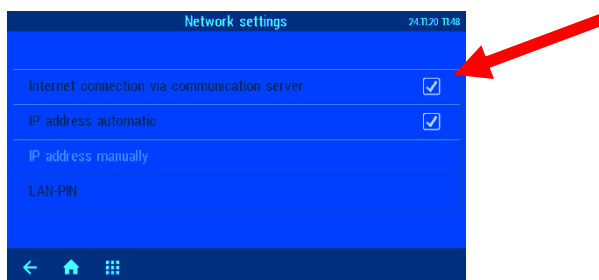 Network settings
24.11.20 11:48
Internet connection via communication server
IP address automatic
IP address manually
LAN-PIN